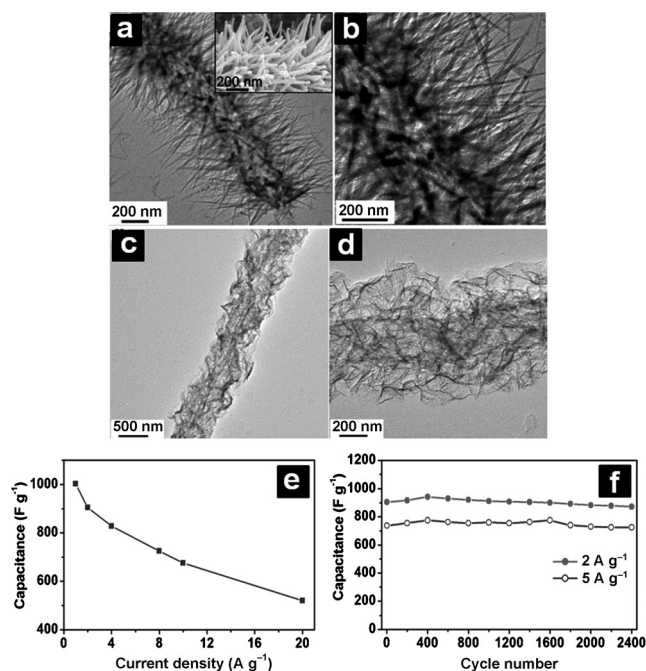 a
200 nm
200 nm
b
200 nm
c
500 nm
d
200 nm
e
Capacitance (F g⁻¹)
1000
800
600
400
0 4 8 12 16 20
Current density (A g⁻¹)
f
Capacitance (F g⁻¹)
1200
1000
800
600
400
200
0
2 A g⁻¹
5 A g⁻¹
0 400 800 1200 1600 2000 2400
Cycle number